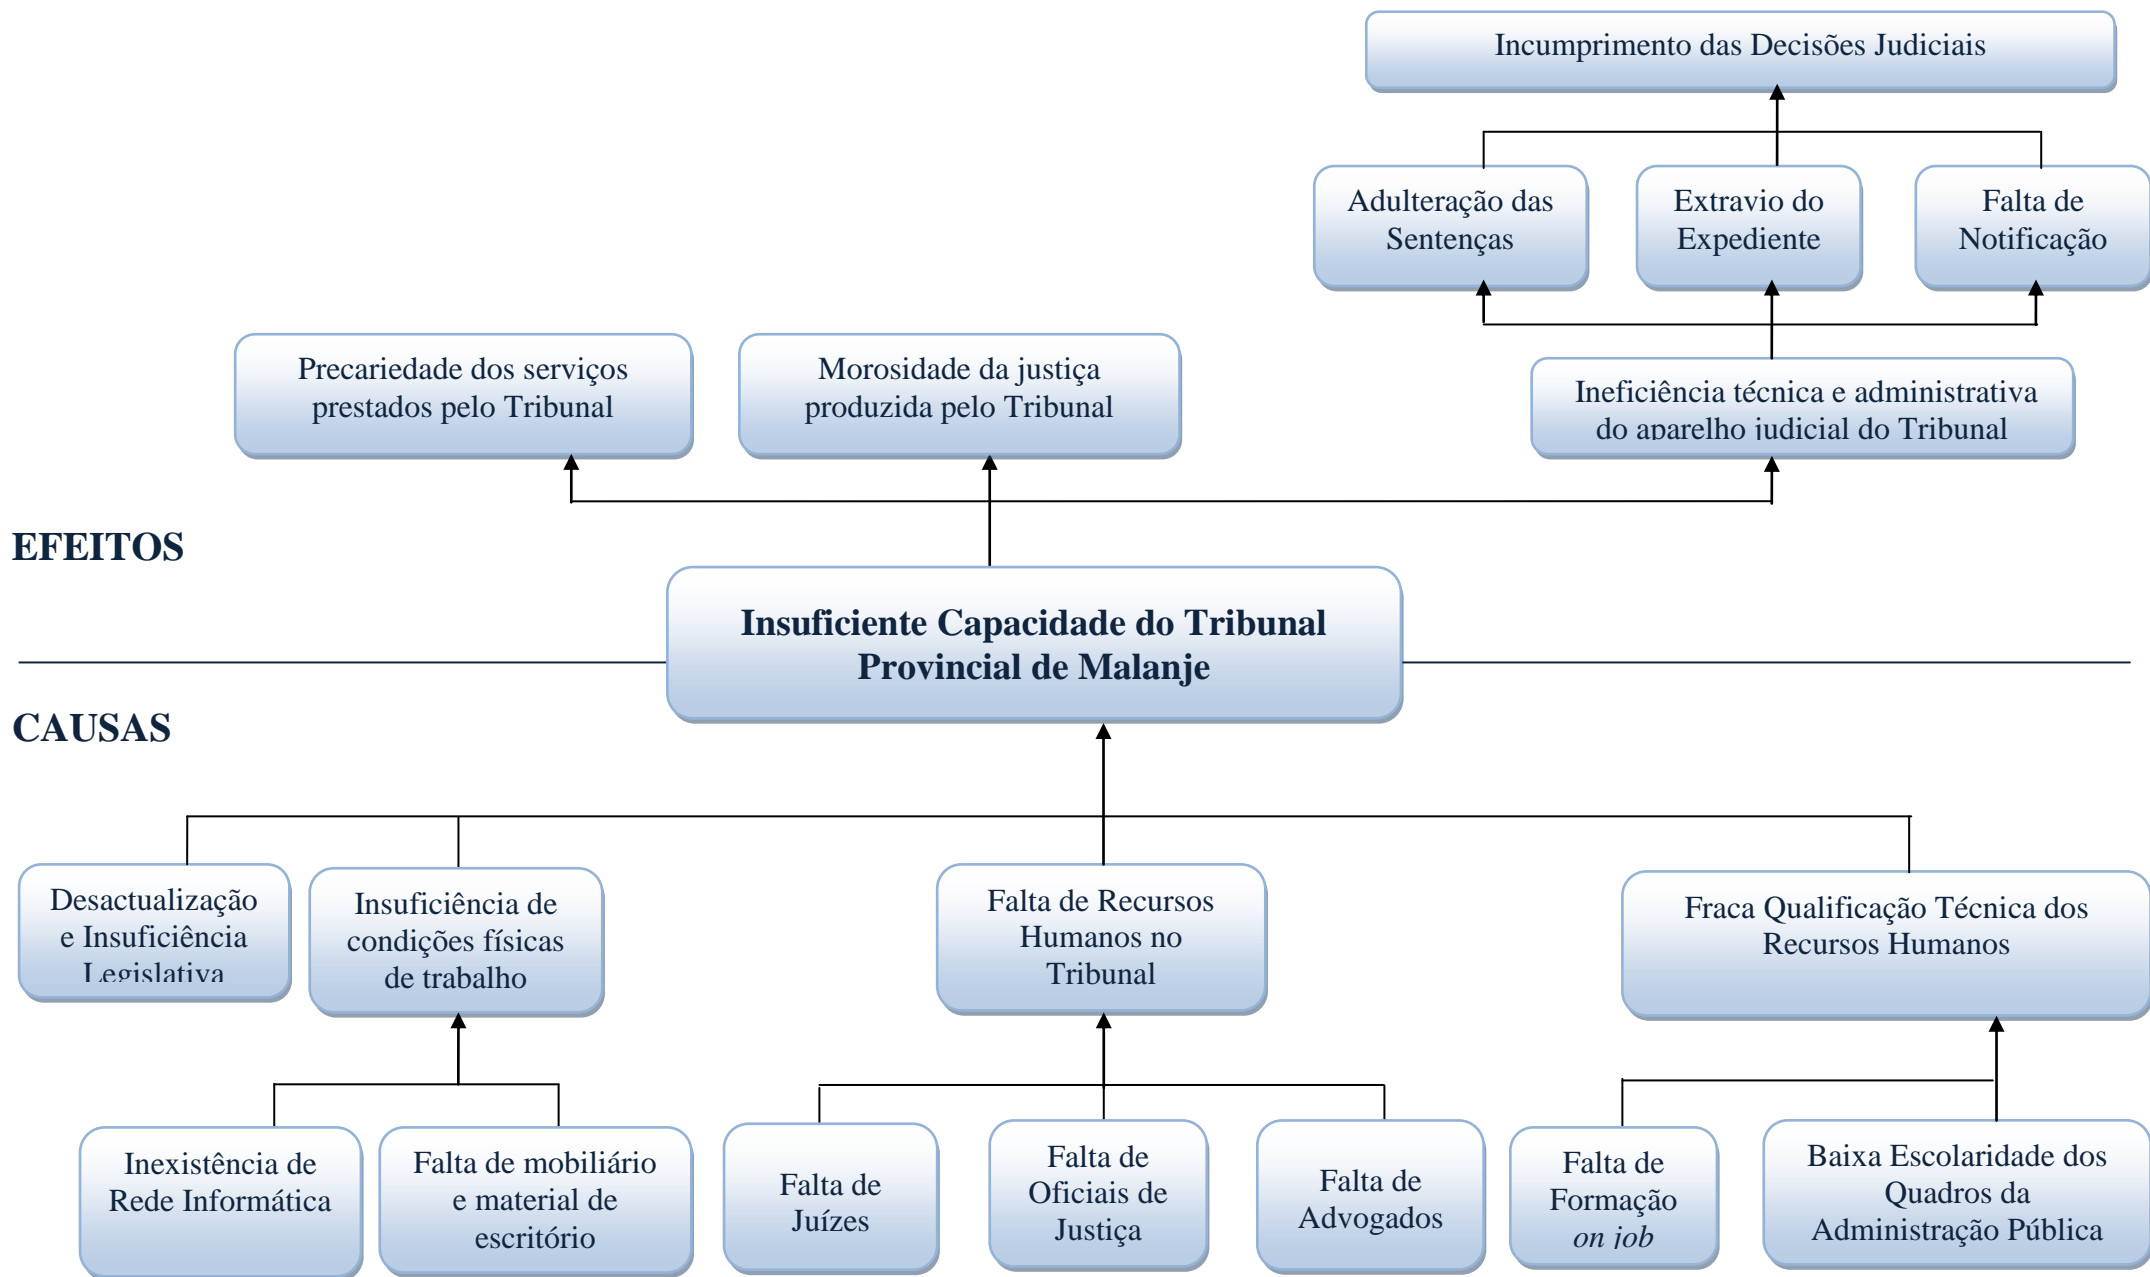 Incumprimento das Decisões Judiciais
Adulteração das
Sentenças
Extravio do
Expediente
Falta de
Notificação
Precariedade dos serviços
prestados pelo Tribunal
Morosidade da justiça
produzida pelo Tribunal
Ineficiência técnica e administrativa
do aparelho judicial do Tribunal
EFEITOS
Insuficiente Capacidade do Tribunal
Provincial de Malanje
CAUSAS
Desactualização
e Insuficiência
Legislativa
Insuficiência de
condições físicas
de trabalho
Falta de Recursos
Humanos no
Tribunal
Fraca Qualificação Técnica dos
Recursos Humanos
Inexistência de
Rede Informática
Falta de mobiliário
e material de
escritório
Falta de
Juízes
Falta de
Oficiais de
Justiça
Falta de
Advogados
Falta de
Formação
on job
Baixa Escolaridade dos
Quadros da
Administração Pública